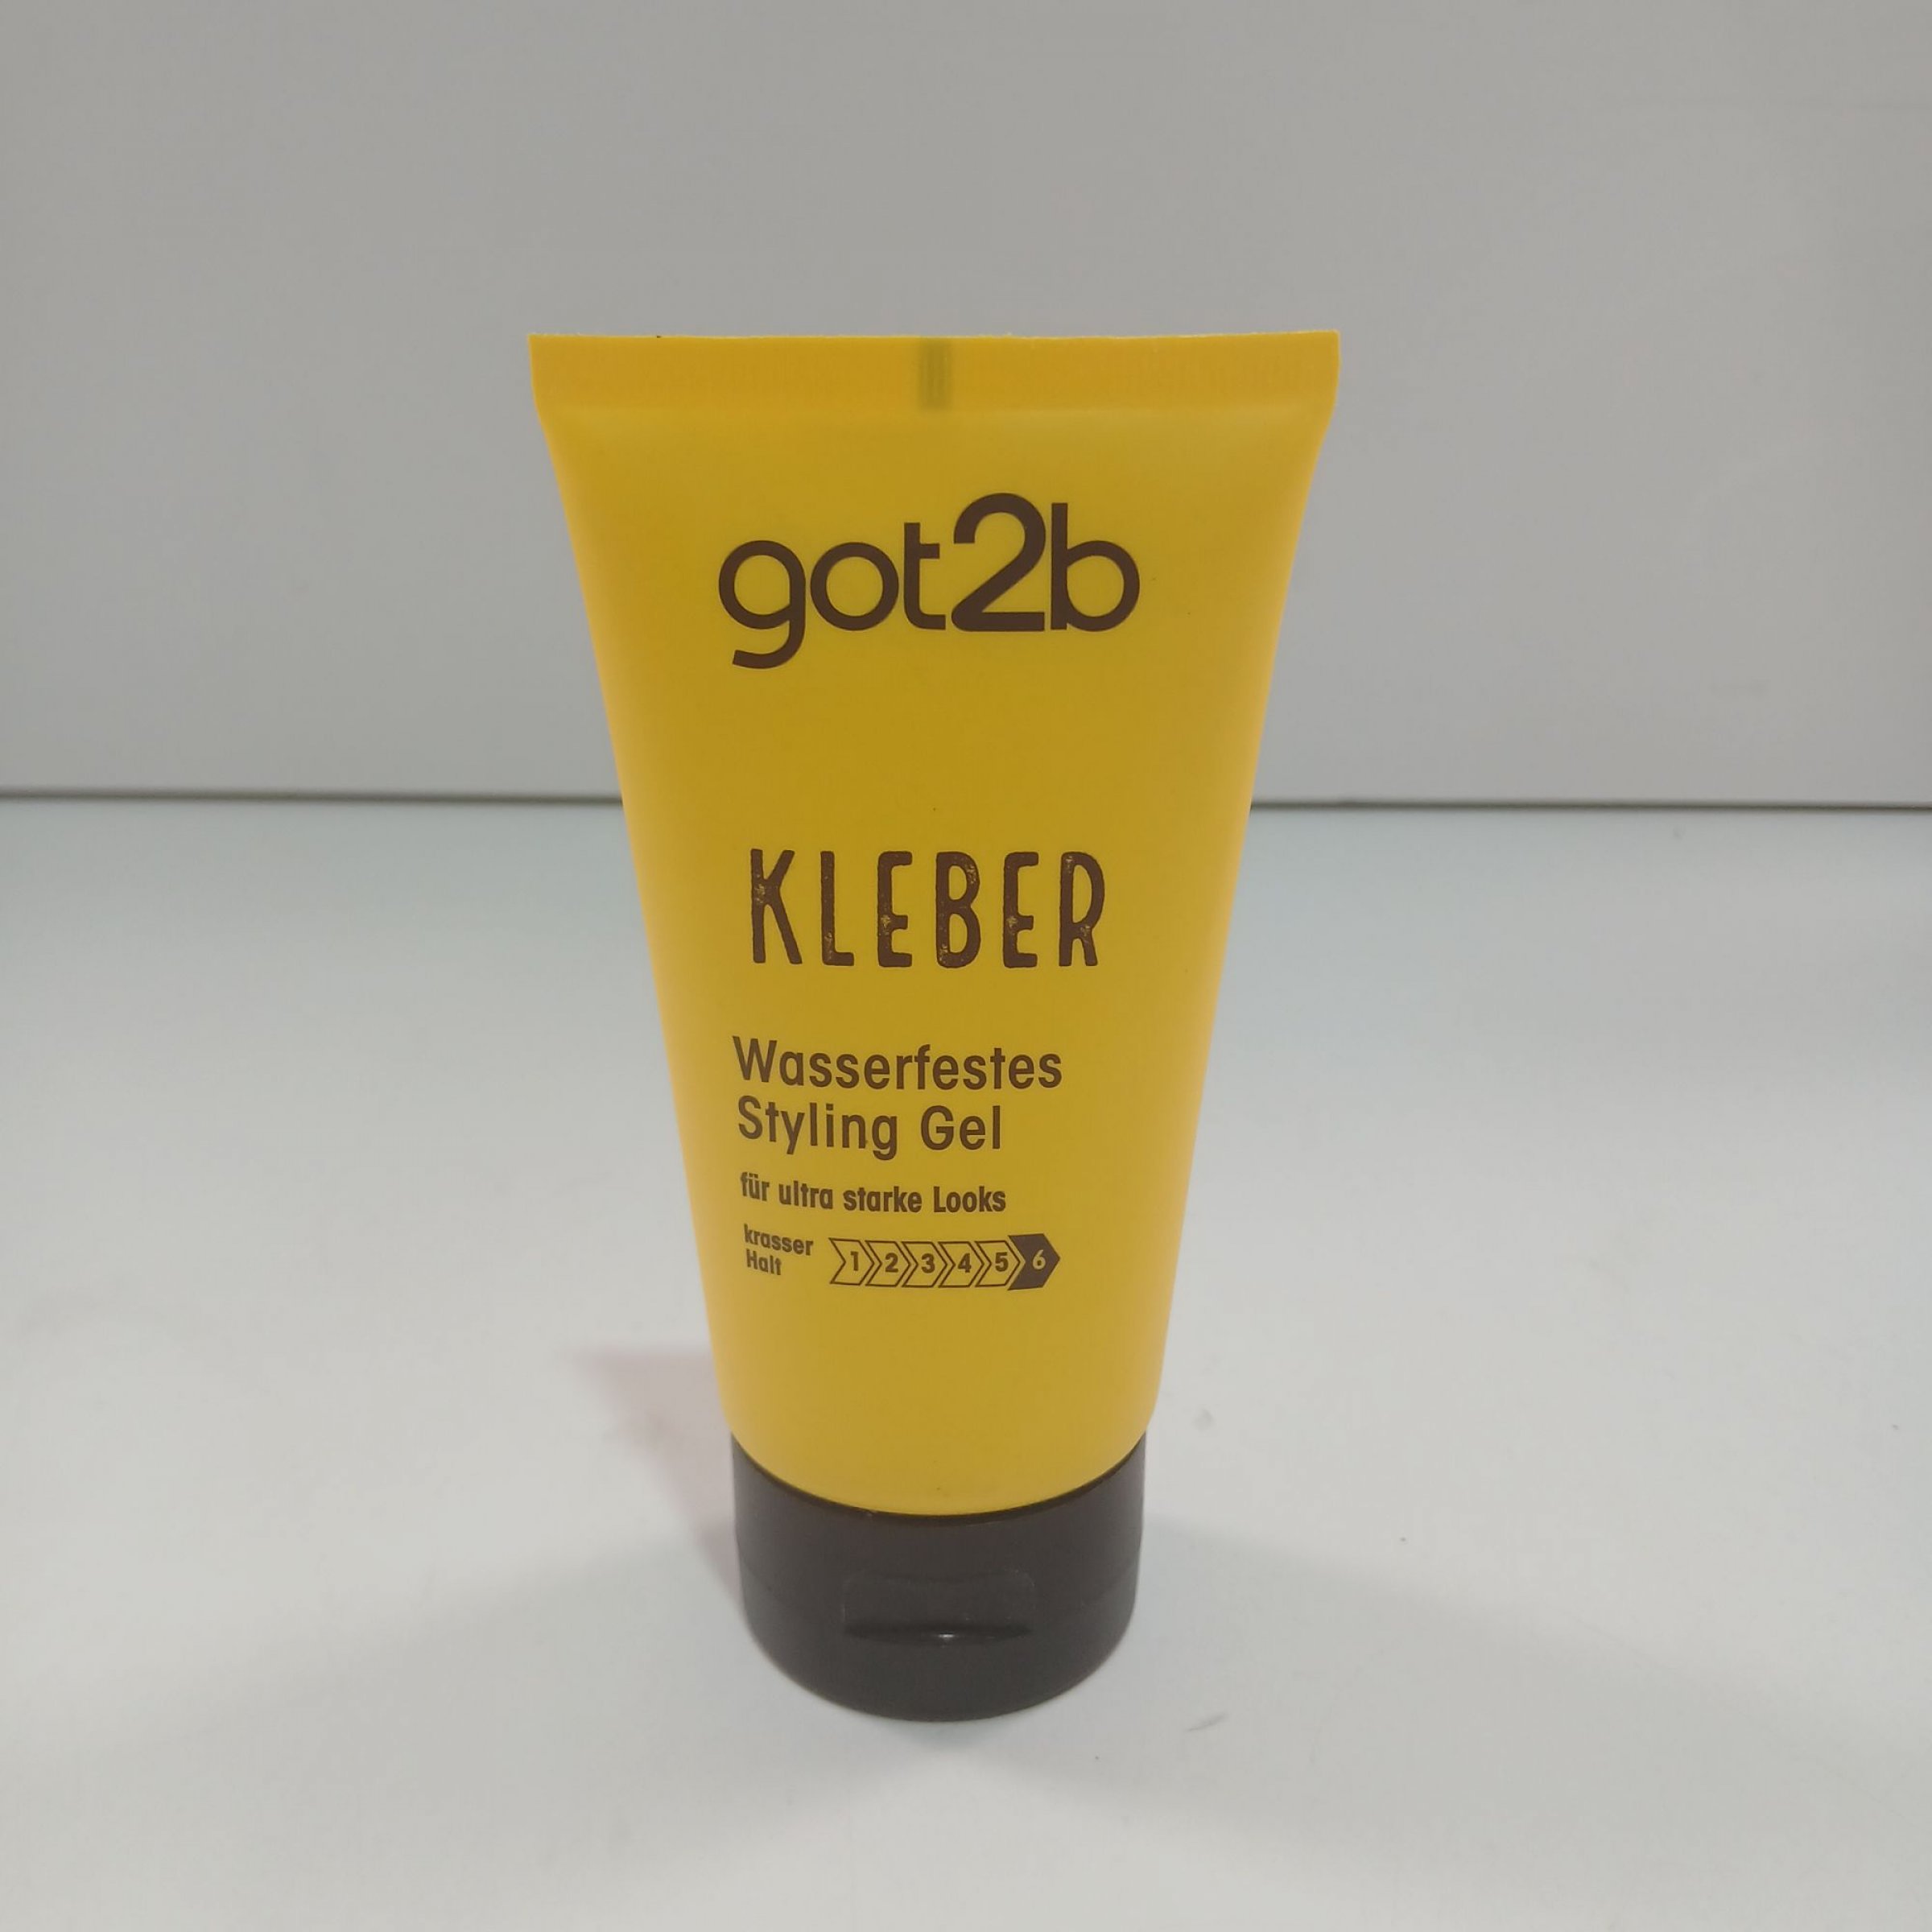 got2b
KLEBER
Wasserfestes
Styling Gel
für ultra starke Looks
krasser
Halt
1 2 3 4 5 6